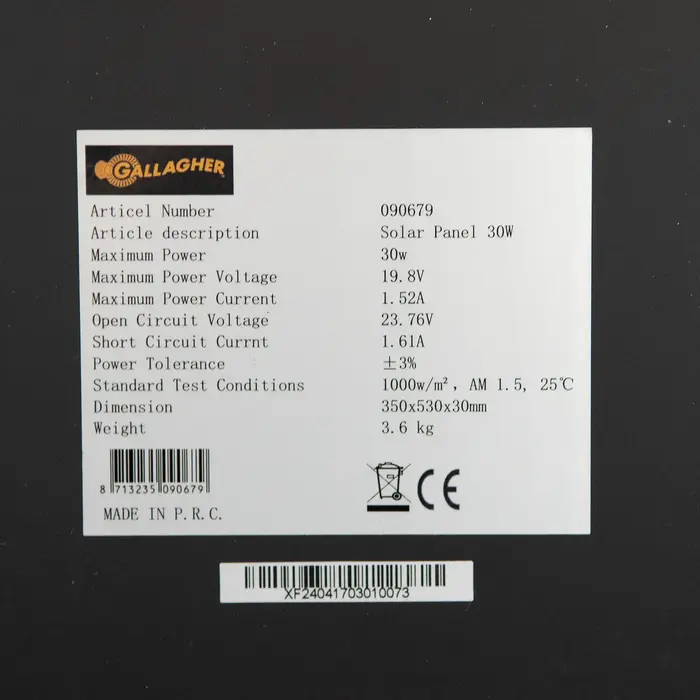 GALLAGHER
Articel Number 090679
Article description Solar Panel 30W
Maximum Power 30w
Maximum Power Voltage 19.8V
Maximum Power Current 1.52A
Open Circuit Voltage 23.76V
Short Circuit Currnt 1.61A
Power Tolerance ±3%
Standard Test Conditions 1000w/m², AM 1.5, 25℃
Dimension 350x530x30mm
Weight 3.6 kg
8 713235 090679
CE
MADE IN P.R.C.
XF24041703010073